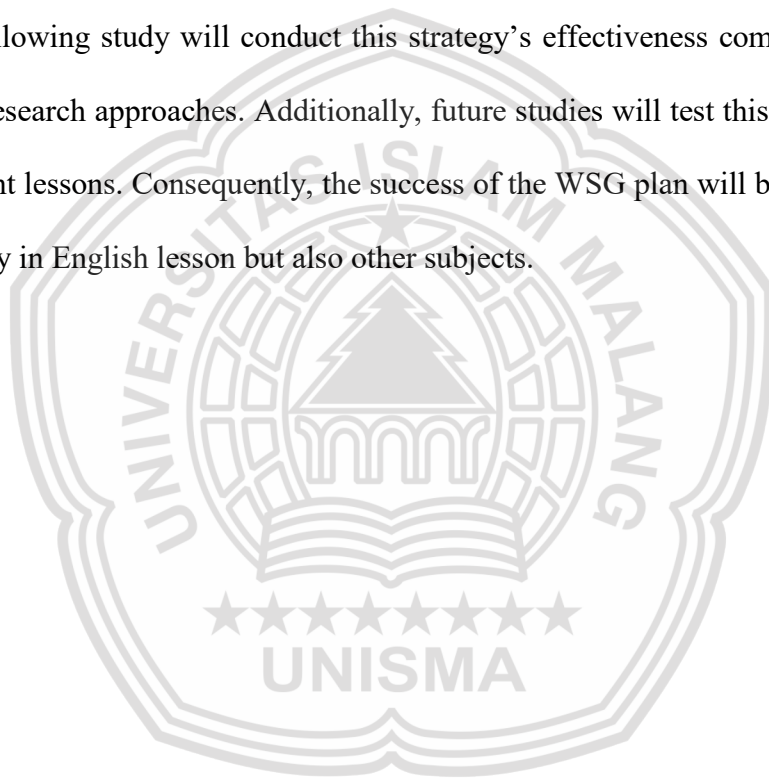 llowing study will conduct this strategy’s effectiveness com
esearch approaches. Additionally, future studies will test this
nt lessons. Consequently, the success of the WSG plan will b
y in English lesson but also other subjects.
UNIVERSITAS ISLAM MALANG
UNISMA